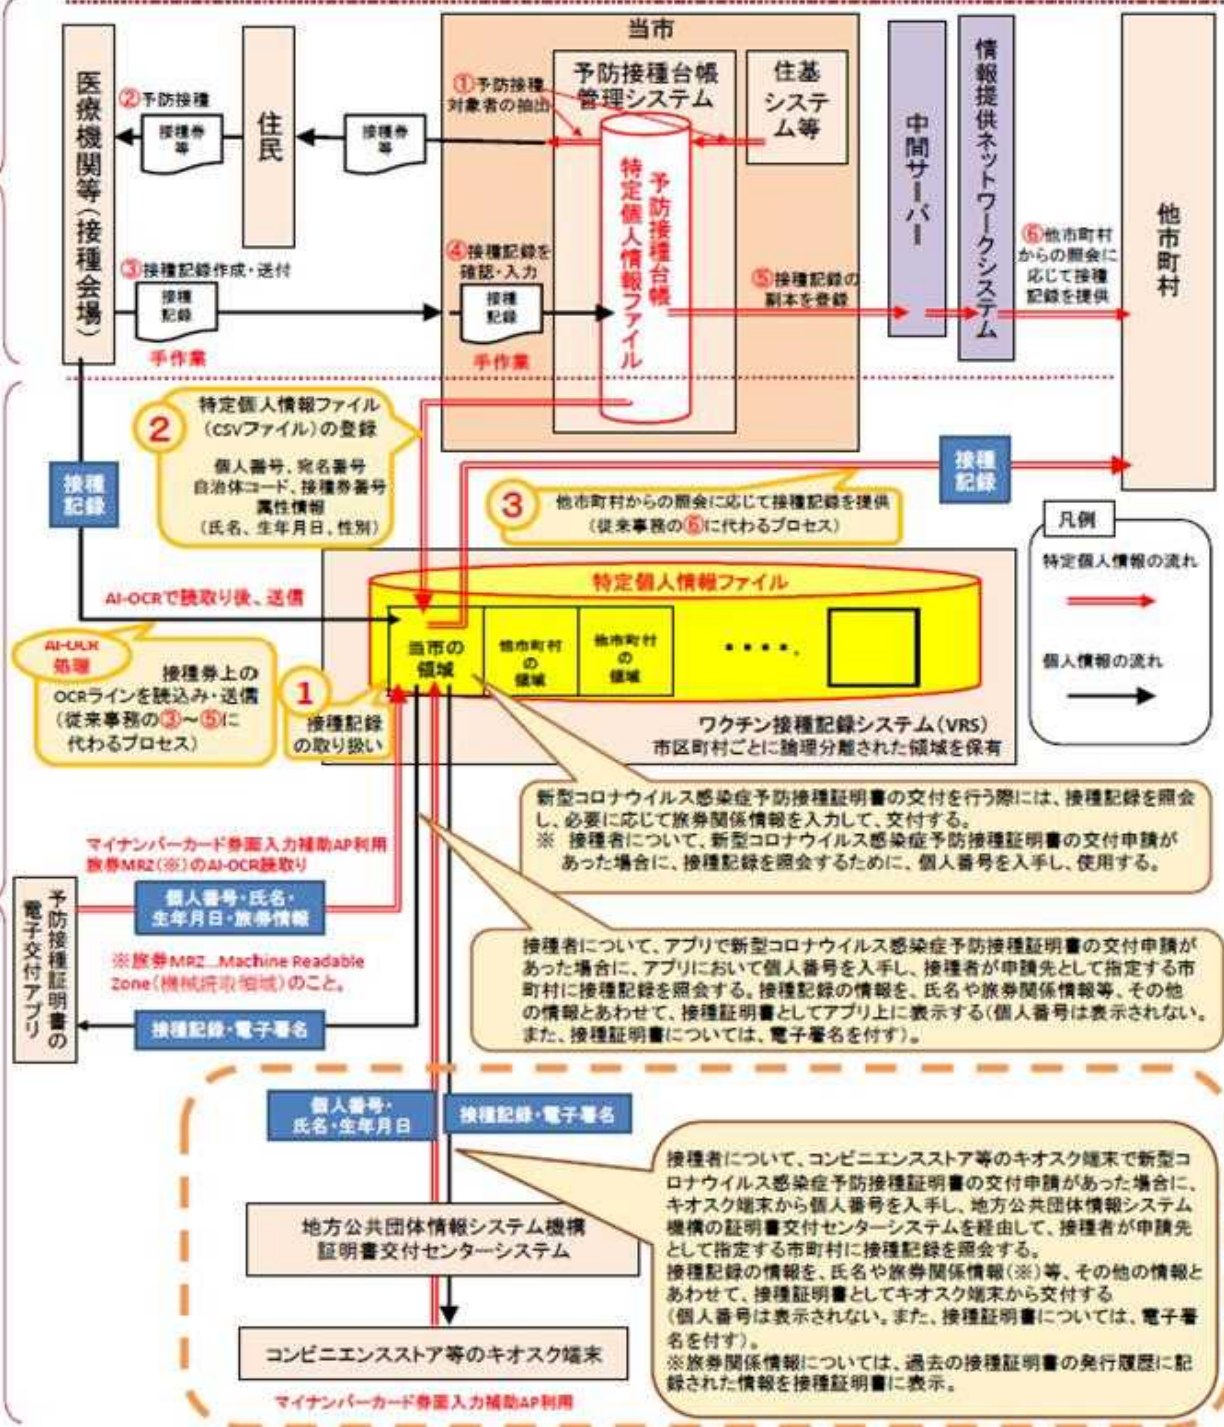 当市
医療機関等(接種会場)
②予防接種
接種券
等
住民
接種券
等
①予防接種
対象者の抽出
予防接種台帳
管理システム
住基
システ
ム等
予防接種台帳
特定個人情報ファイル
中間サーバー
情報提供ネットワークシステム
他市町村
③接種記録作成・送付
接種
記録
手作業
④接種記録を
確認・入力
接種
記録
手作業
⑤接種記録の
副本を登録
⑥他市町村
からの照会に
応じて接種
記録を提供
2
特定個人情報ファイル
(CSVファイル)の登録
個人番号、宛名番号
自治体コード、接種券番号
属性情報
(氏名、生年月日、性別)
接種
記録
接種
記録
3
他市町村からの照会に応じて接種記録を提供
(従来事務の⑥に代わるプロセス)
凡例
特定個人情報の流れ
個人情報の流れ
特定個人情報ファイル
AI-OCRで読取り後、送信
当市の
領域
他市町村
の
領域
他市町村
の
領域
・・・・.
AI-OCR
処理
接種券上の
OCRラインを読込み・送信
(従来事務の③~⑤に
代わるプロセス)
1
接種記録
の取り扱い
ワクチン接種記録システム(VRS)
市区町村ごとに論理分離された領域を保有
新型コロナウイルス感染症予防接種証明書の交付を行う際には、接種記録を照会
し、必要に応じて旅券関係情報を入力して、交付する。
※ 接種者について、新型コロナウイルス感染症予防接種証明書の交付申請が
あった場合に、接種記録を照会するために、個人番号を入手し、使用する。
マイナンバーカード券面入力補助AP利用
旅券MRZ(※)のAI-OCR読取り
予防接種証明書の
電子交付アプリ
個人番号・氏名・
生年月日・旅券情報
※旅券MRZ…Machine Readable
Zone(機械読取領域)のこと。
接種記録・電子署名
接種者について、アプリで新型コロナウイルス感染症予防接種証明書の交付申請が
あった場合に、アプリにおいて個人番号を入手し、接種者が申請先として指定する市
町村に接種記録を照会する。接種記録の情報を、氏名や旅券関係情報等、その他
の情報とあわせて、接種証明書としてアプリ上に表示する(個人番号は表示されない。
また、接種証明書については、電子署名を付す)。
個人番号・
氏名・生年月日
接種記録・電子署名
地方公共団体情報システム機構
証明書交付センターシステム
コンビニエンスストア等のキオスク端末
マイナンバーカード券面入力補助AP利用
接種者について、コンビニエンスストア等のキオスク端末で新型コ
ロナウイルス感染症予防接種証明書の交付申請があった場合に、
キオスク端末から個人番号を入手し、地方公共団体情報システム
機構の証明書交付センターシステムを経由して、接種者が申請先
として指定する市町村に接種記録を照会する。
接種記録の情報を、氏名や旅券関係情報(※)等、その他の情報と
あわせて、接種証明書としてキオスク端末から交付する
(個人番号は表示されない。また、接種証明書については、電子署
名を付す)。
※旅券関係情報については、過去の接種証明書の発行履歴に記
録された情報を接種証明書に表示。